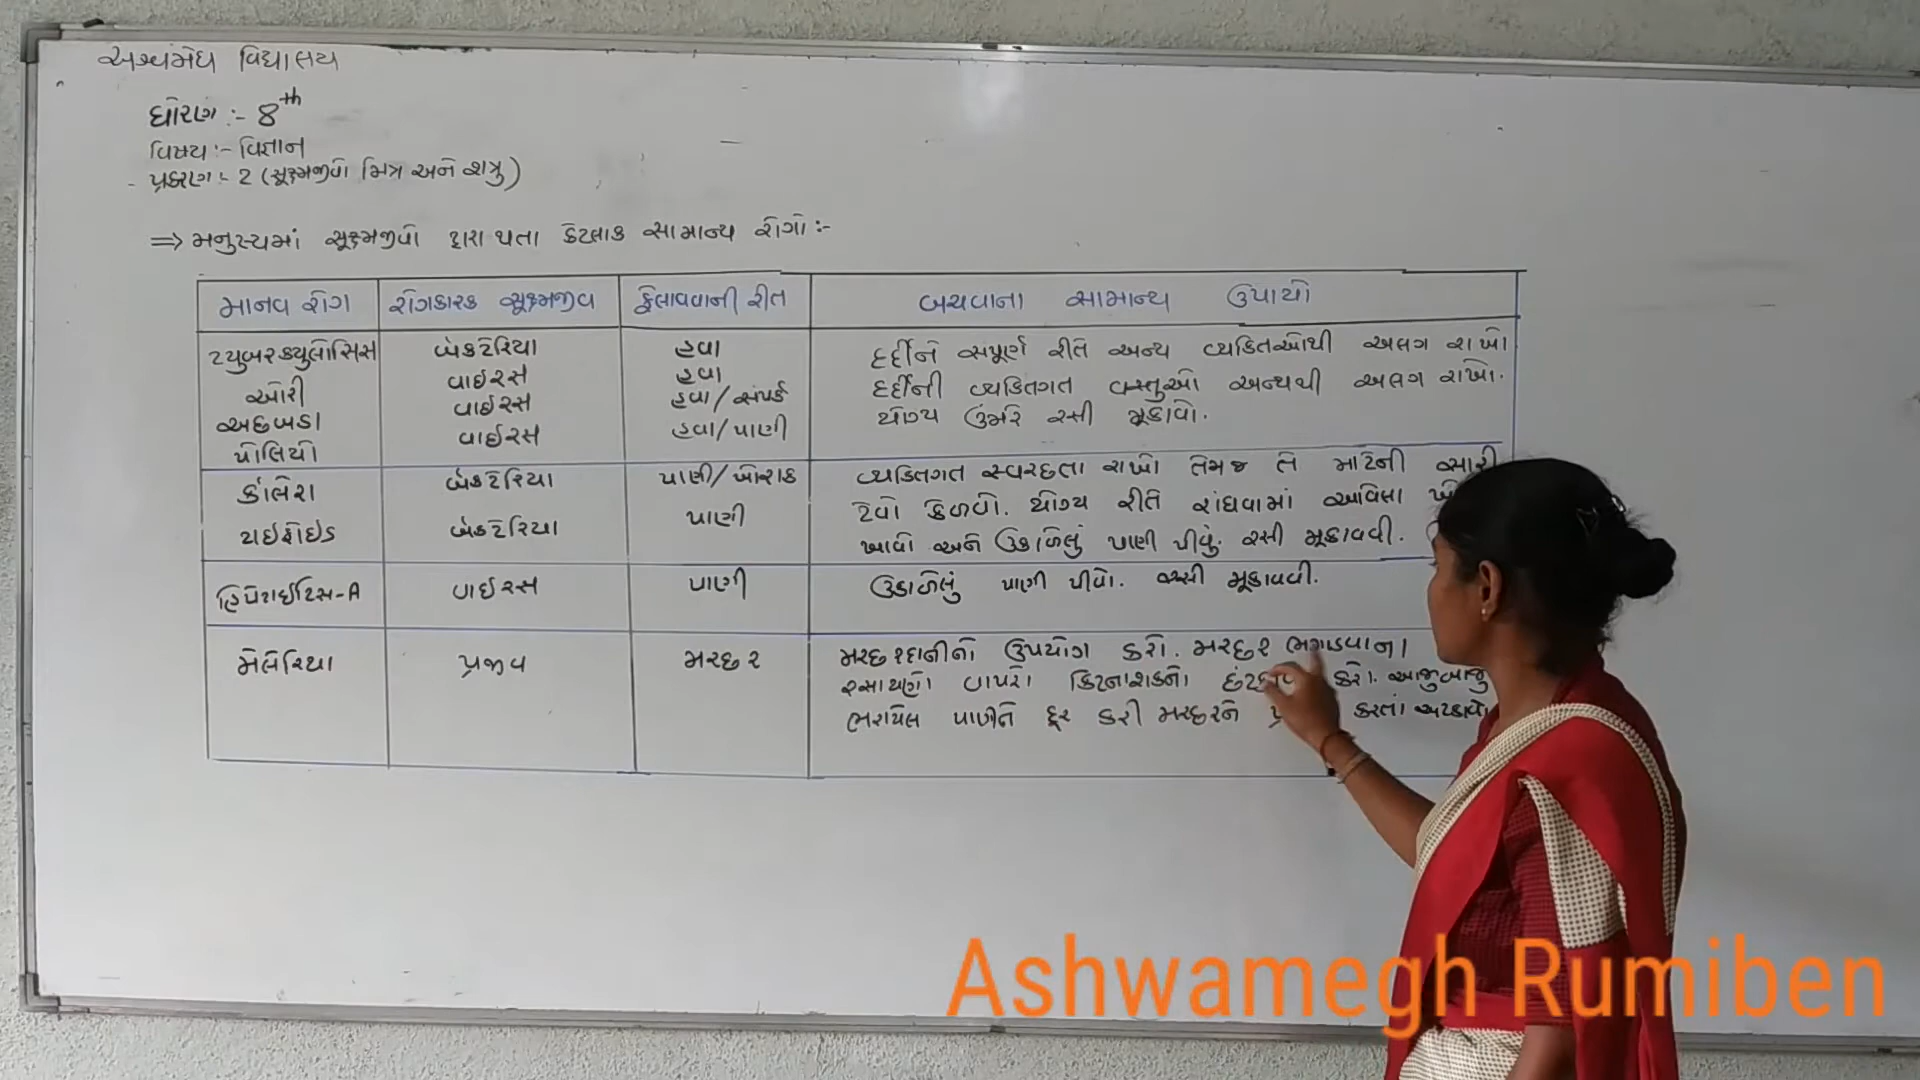 અશ્વમેધ વિદ્યાલય
ધોરણ :- 8th
વિષય :- વિજ્ઞાન
પ્રકરણ :- 2 (સૂક્ષ્મજીવો મિત્ર અને શત્રુ)
⇒ મનુષ્યમાં સૂક્ષ્મજીવો દ્વારા થતા કેટલાક સામાન્ય રોગો :-
માનવ રોગ રોગકારક સૂક્ષ્મજીવ ફેલાવવાની રીત બચવાના સામાન્ય ઉપાયો
ટયુબરક્યુલોસિસ બેક્ટેરિયા હવા દર્દીને સંપૂર્ણ રીતે અન્ય વ્યક્તિઓથી અલગ રાખો
ઓરી વાઈરસ હવા દર્દીની વ્યક્તિગત વસ્તુઓ અન્યથી અલગ રાખો.
અછબડા વાઈરસ હવા/સંપર્ક યોગ્ય ઉંમરે રસી મૂકાવો.
પોલિયો વાઈરસ હવા/પાણી
કોલેરા બેક્ટેરિયા પાણી/ખોરાક વ્યક્તિગત સ્વચ્છતા રાખો તેમજ તે માટેની સારી
ટેવો કેળવો. યોગ્ય રીતે રાંધવામાં આવેલા
ટાઇફોઇડ બેક્ટેરિયા પાણી ખાવો અને ઉકાળેલું પાણી પીવું. રસી મૂકાવવી.
હિપેટાઈટિસ-A વાઈરસ પાણી ઉકાળેલું પાણી પીવો. રસી મૂકાવવી.
મેલેરિયા પ્રજીવ મચ્છર મચ્છરદાનીનો ઉપયોગ કરો. મચ્છર ભગાડવાના
રસાયણો વાપરો કિટનાશકનો કરો. આજુબાજુ
ભરાયેલ પાણીને દૂર કરી મચ્છરને કરતાં અટકાવો
Ashwamegh Rumiben